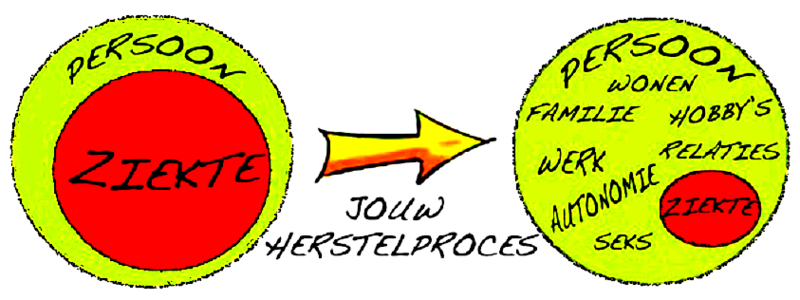 PERSOON
ZIEKTE
JOUW
HERSTELPROCES
PERSOON
WONEN
FAMILIE
HOBBY'S
WERK
RELATIES
AUTONOMIE
ZIEKTE
SEKS